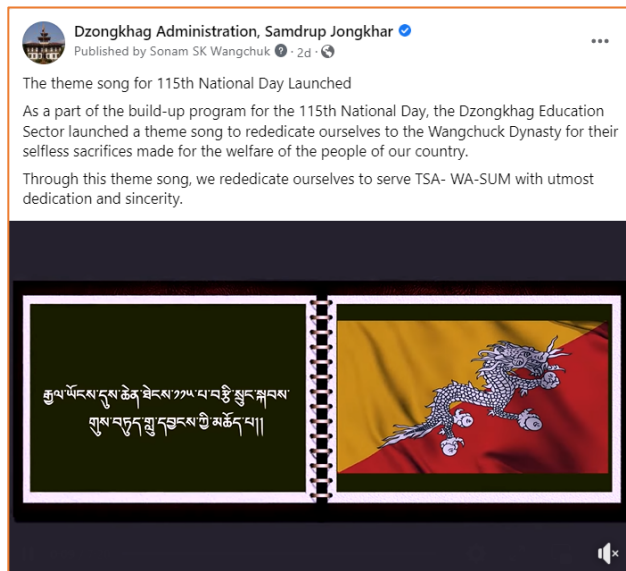 Dzongkhag Administration, Samdrup Jongkhar
Published by Sonam SK Wangchuk · 2d ·
The theme song for 115th National Day Launched
As a part of the build-up program for the 115th National Day, the Dzongkhag Education
Sector launched a theme song to rededicate ourselves to the Wangchuck Dynasty for their
selfless sacrifices made for the welfare of the people of our country.
Through this theme song, we rededicate ourselves to serve TSA- WA-SUM with utmost
dedication and sincerity.
རྒྱལ་ཡོངས་དུས་ཆེན་ཐེངས་༡༡༥་པ་བརྩི་སྲུང་སྐབས་
གུས་བཏུད་གླུ་དབྱངས་ཀྱི་མཆོད་པ།།